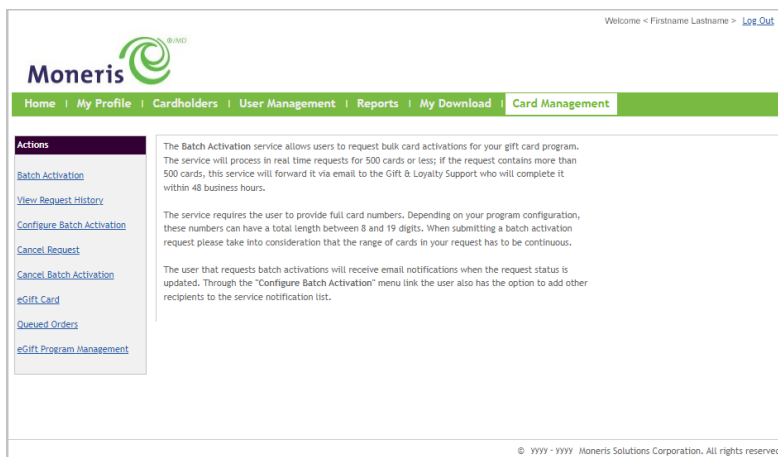 Welcome < Firstname Lastname > Log Out
®/MD
Moneris
Home | My Profile | Cardholders | User Management | Reports | My Download | Card Management
Actions
Batch Activation
View Request History
Configure Batch Activation
Cancel Request
Cancel Batch Activation
eGift Card
Queued Orders
eGift Program Management
The Batch Activation service allows users to request bulk card activations for your gift card program.
The service will process in real time requests for 500 cards or less; if the request contains more than
500 cards, this service will forward it via email to the Gift & Loyalty Support who will complete it
within 48 business hours.
The service requires the user to provide full card numbers. Depending on your program configuration,
these numbers can have a total length between 8 and 19 digits. When submitting a batch activation
request please take into consideration that the range of cards in your request has to be continuous.
The user that requests batch activations will receive email notifications when the request status is
updated. Through the "Configure Batch Activation" menu link the user also has the option to add other
recipients to the service notification list.
© yyyy - yyyy Moneris Solutions Corporation. All rights reserved